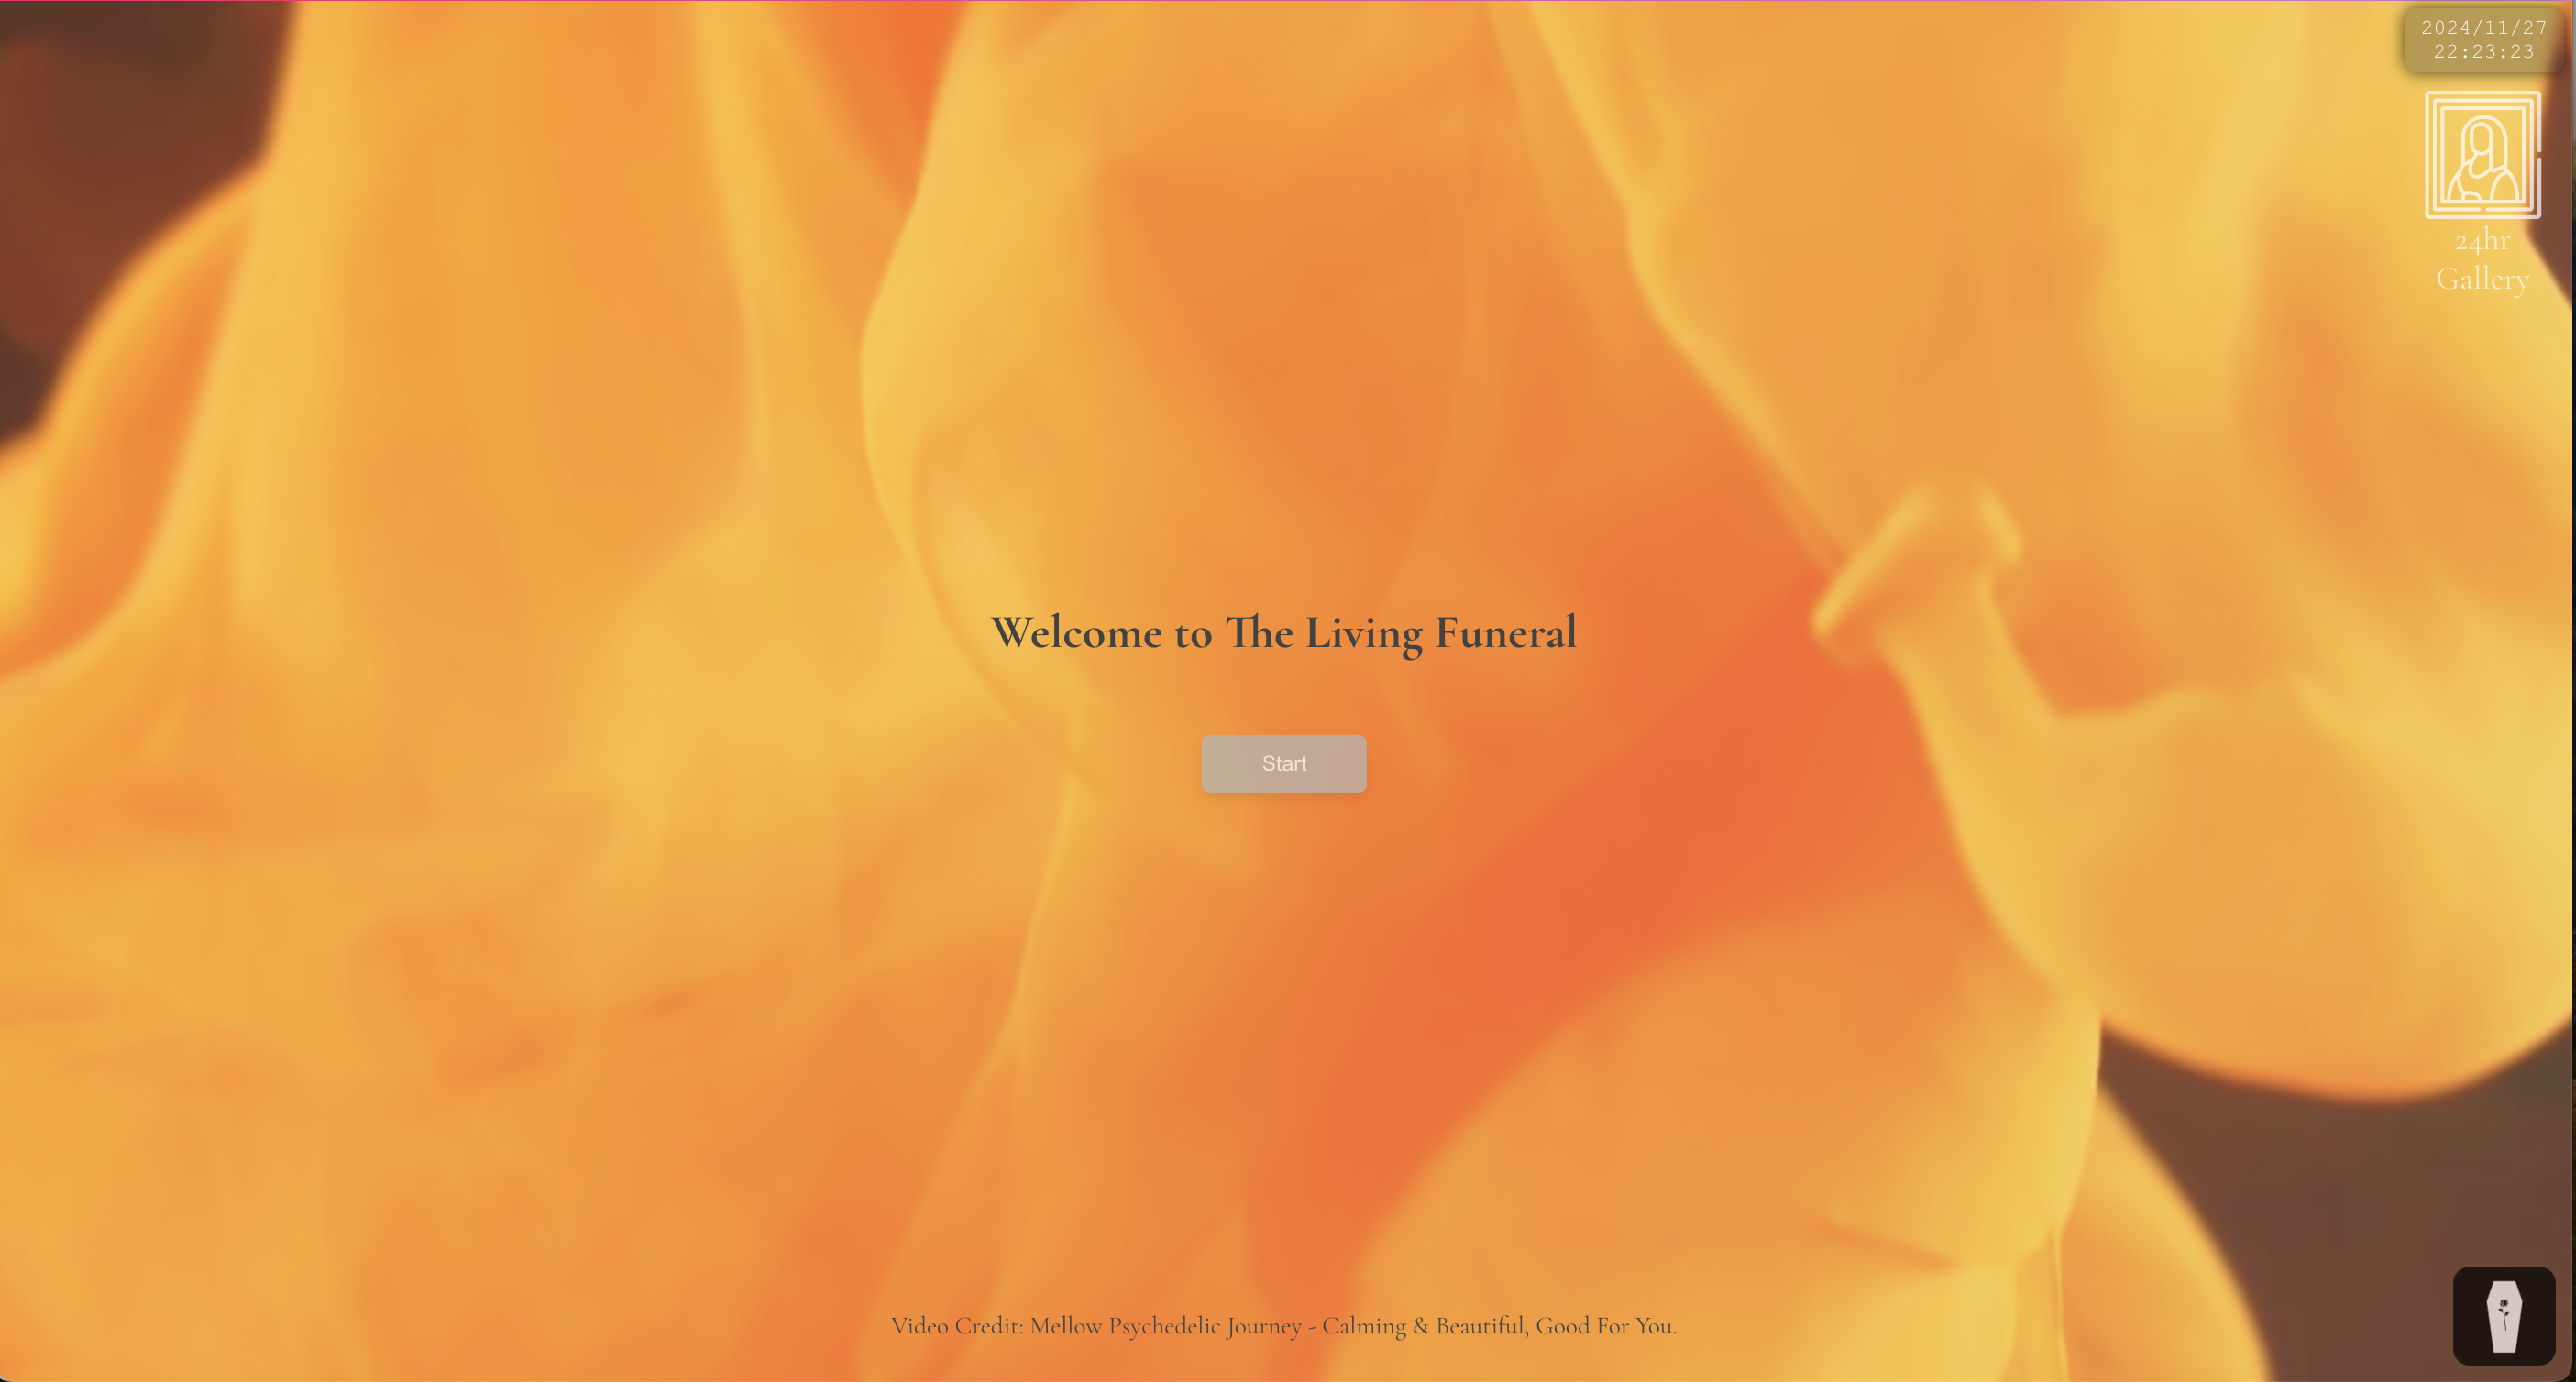 2024/11/27
22:23:23
24hr
Gallery
Welcome to The Living Funeral
Start
Video Credit: Mellow Psychedelic Journey - Calming & Beautiful, Good For You.